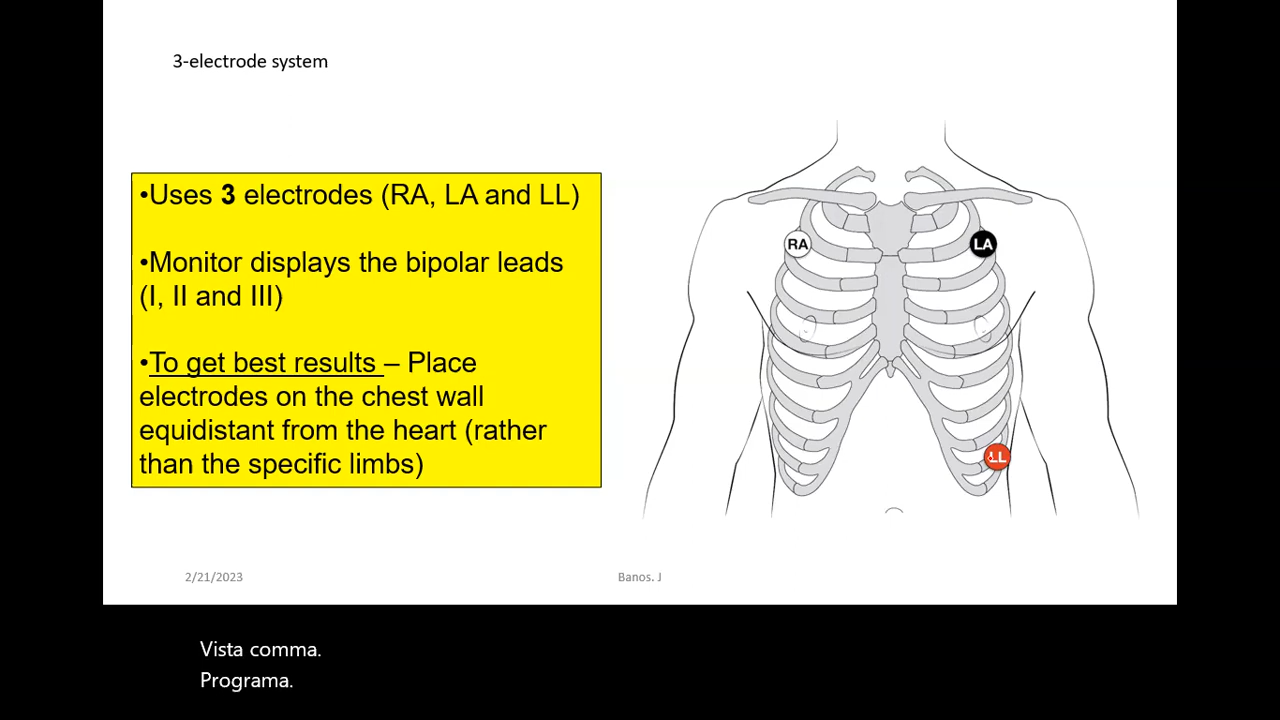 3-electrode system
•Uses 3 electrodes (RA, LA and LL)
•Monitor displays the bipolar leads
(I, II and III)
•To get best results – Place
electrodes on the chest wall
equidistant from the heart (rather
than the specific limbs)
RA
LA
LL
2/21/2023
Banos. J
Vista comma.
Programa.